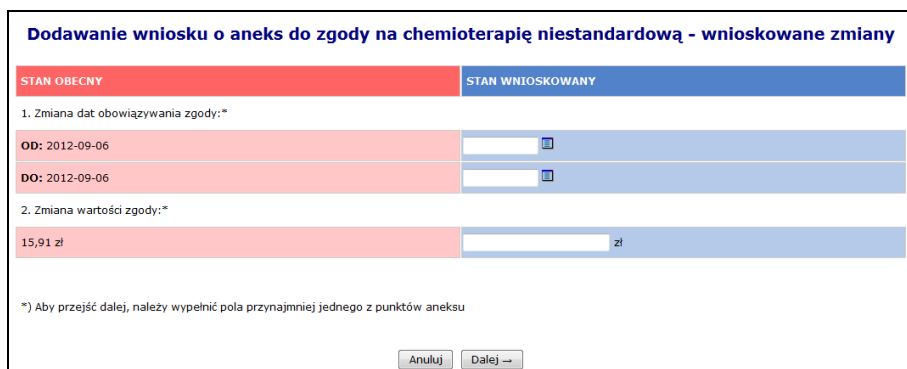 Dodawanie wniosku o aneks do zgody na chemioterapię niestandardową - wnioskowane zmiany
STAN OBECNY STAN WNIOSKOWANY
1. Zmiana dat obowiązywania zgody:*
OD: 2012-09-06
DO: 2012-09-06
2. Zmiana wartości zgody:*
15,91 zł zł
*) Aby przejść dalej, należy wypełnić pola przynajmniej jednego z punktów aneksu
Anuluj Dalej →